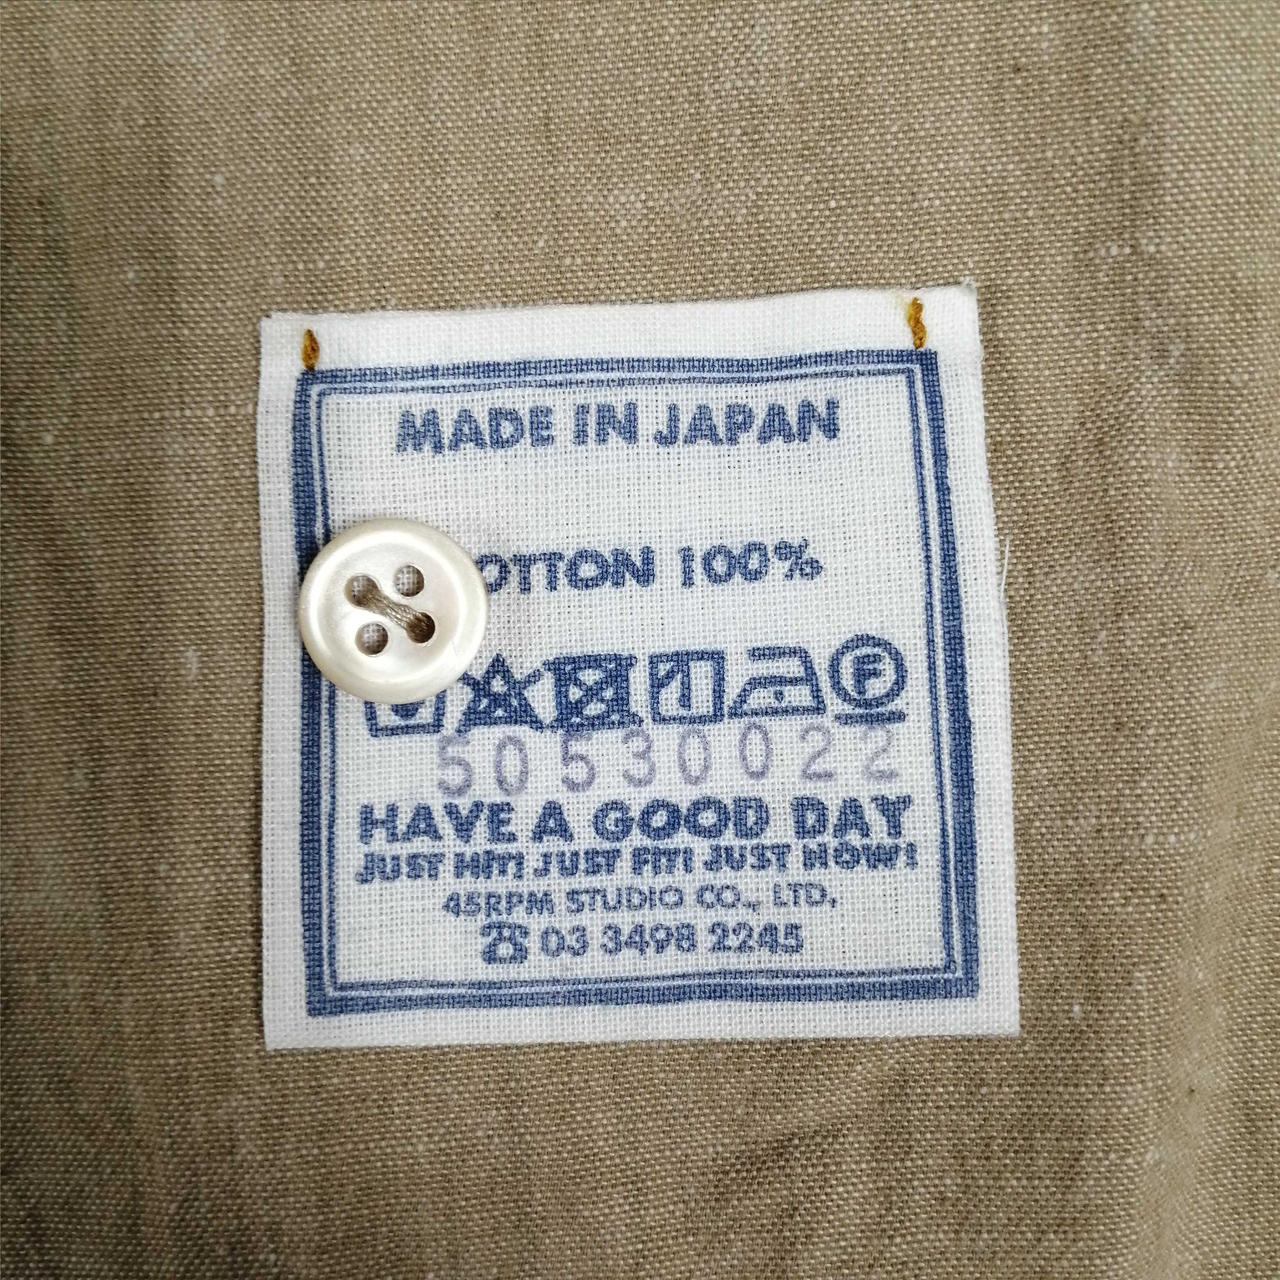 MADE IN JAPAN
COTTON 100%
F
50530022
HAVE A GOOD DAY
JUST HIT! JUST FIT! JUST NOW!
45RPM STUDIO CO., LTD.
☎ 03 3498 2245